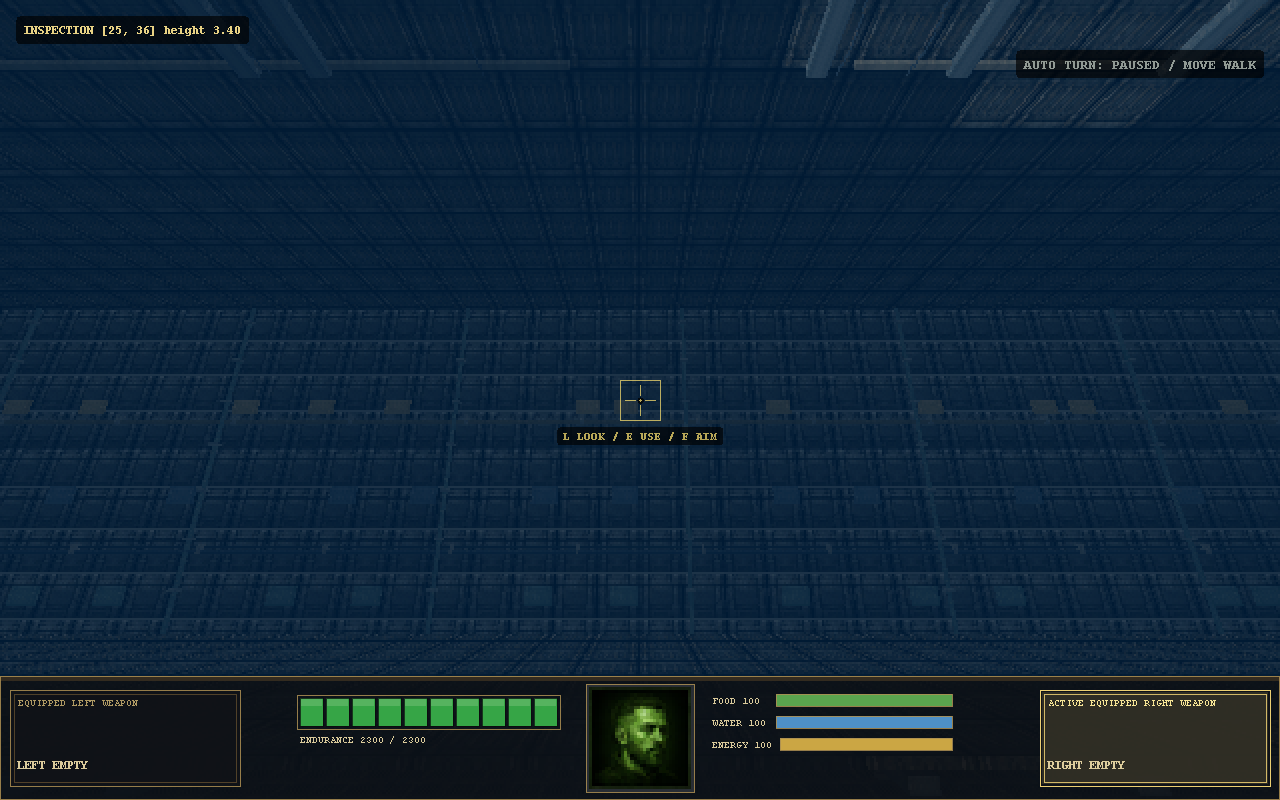 INSPECTION [25, 36] height 3.40
AUTO TURN: PAUSED / MOVE WALK
L LOOK / E USE / F AIM
EQUIPPED LEFT WEAPON
LEFT EMPTY
ENDURANCE 2300 / 2300
FOOD 100
WATER 100
ENERGY 100
ACTIVE EQUIPPED RIGHT WEAPON
RIGHT EMPTY